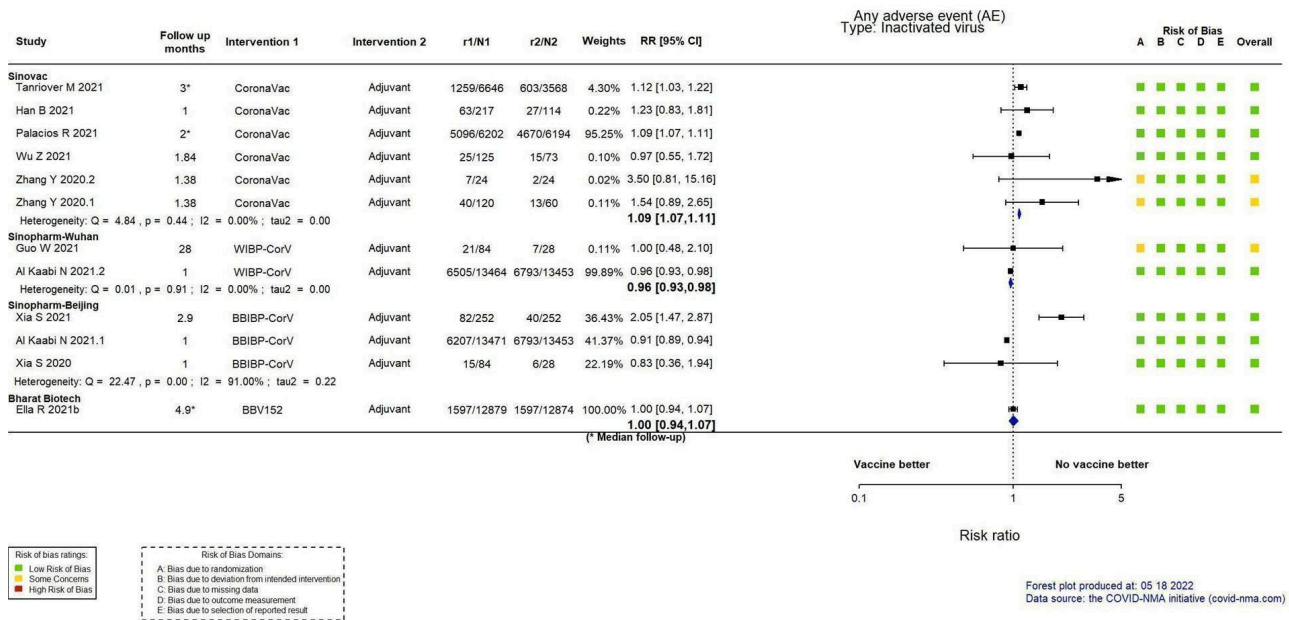 Any adverse event (AE)
Type: Inactivated virus
Study Follow up months Intervention 1 Intervention 2 r1/N1 r2/N2 Weights RR [95% CI] Risk of Bias A B C D E Overall
Sinovac
Tanriover M 2021 3* CoronaVac Adjuvant 1259/6646 603/3568 4.30% 1.12 [1.03, 1.22]
Han B 2021 1 CoronaVac Adjuvant 63/217 27/114 0.22% 1.23 [0.83, 1.81]
Palacios R 2021 2* CoronaVac Adjuvant 5096/6202 4670/6194 95.25% 1.09 [1.07, 1.11]
Wu Z 2021 1.84 CoronaVac Adjuvant 25/125 15/73 0.10% 0.97 [0.55, 1.72]
Zhang Y 2020.2 1.38 CoronaVac Adjuvant 7/24 2/24 0.02% 3.50 [0.81, 15.16]
Zhang Y 2020.1 1.38 CoronaVac Adjuvant 40/120 13/60 0.11% 1.54 [0.89, 2.65]
Heterogeneity: Q = 4.84 , p = 0.44 ; I2 = 0.00% ; tau2 = 0.00 1.09 [1.07,1.11]
Sinopharm-Wuhan
Guo W 2021 28 WIBP-CorV Adjuvant 21/84 7/28 0.11% 1.00 [0.48, 2.10]
Al Kaabi N 2021.2 1 WIBP-CorV Adjuvant 6505/13464 6793/13453 99.89% 0.96 [0.93, 0.98]
Heterogeneity: Q = 0.01 , p = 0.91 ; I2 = 0.00% ; tau2 = 0.00 0.96 [0.93,0.98]
Sinopharm-Beijing
Xia S 2021 2.9 BBIBP-CorV Adjuvant 82/252 40/252 36.43% 2.05 [1.47, 2.87]
Al Kaabi N 2021.1 1 BBIBP-CorV Adjuvant 6207/13471 6793/13453 41.37% 0.91 [0.89, 0.94]
Xia S 2020 1 BBIBP-CorV Adjuvant 15/84 6/28 22.19% 0.83 [0.36, 1.94]
Heterogeneity: Q = 22.47 , p = 0.00 ; I2 = 91.00% ; tau2 = 0.22
Bharat Biotech
Ella R 2021b 4.9* BBV152 Adjuvant 1597/12879 1597/12874 100.00% 1.00 [0.94, 1.07]
1.00 [0.94,1.07]
(* Median follow-up)
Vaccine better No vaccine better
0.1 1 5
Risk ratio
Risk of bias ratings:
Low Risk of Bias
Some Concerns
High Risk of Bias
Risk of Bias Domains:
A: Bias due to randomization
B: Bias due to deviation from intended intervention
C: Bias due to missing data
D: Bias due to outcome measurement
E: Bias due to selection of reported result
Forest plot produced at: 05 18 2022
Data source: the COVID-NMA initiative (covid-nma.com)